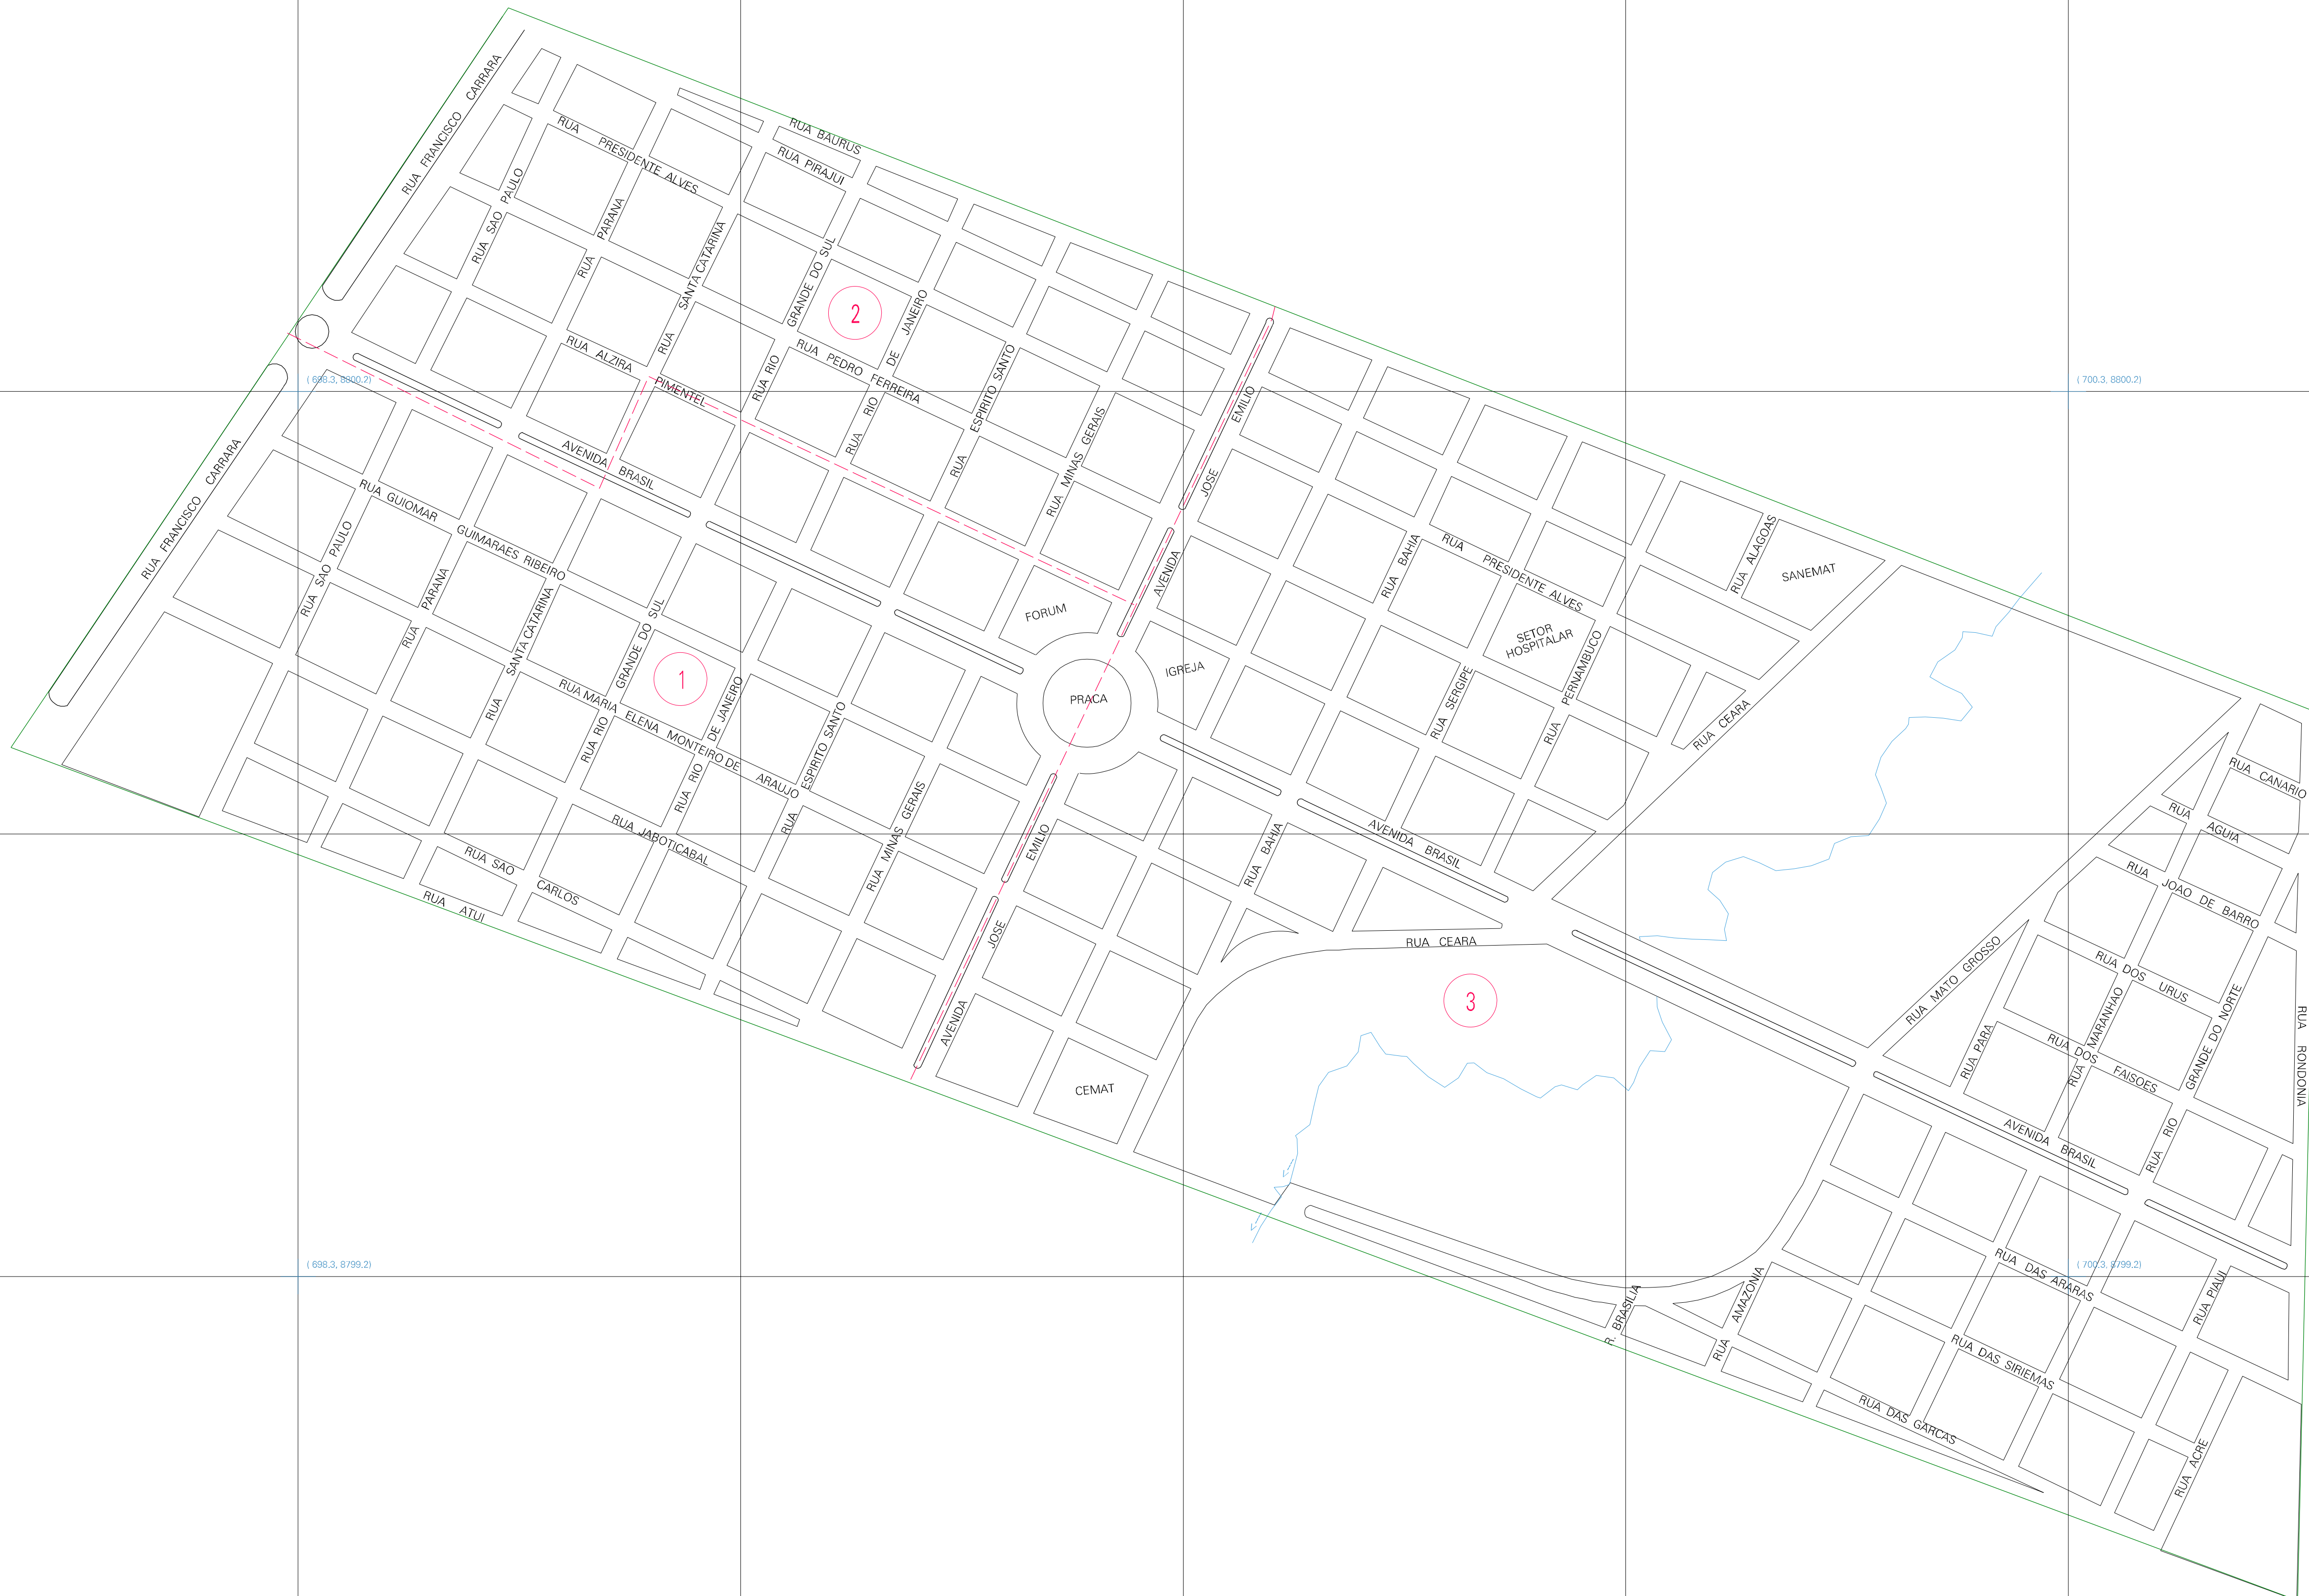 RUA FRANCISCO CARRARA
RUA BAURUS
RUA PIRAJUI
RUA PRESIDENTE ALVES
RUA SAO PAULO
RUA PARANA
RUA SANTA CATARINA
RUA RIO GRANDE DO SUL
2
RUA RIO DE JANEIRO
RUA ALZIRA PIMENTEL
RUA PEDRO FERREIRA
RUA ESPIRITO SANTO
RUA MINAS GERAIS
AVENIDA JOSE EMILIO
( 698.3, 8800.2)
( 700.3, 8800.2)
AVENIDA BRASIL
RUA FRANCISCO CARRARA
RUA GUIOMAR GUIMARAES RIBEIRO
RUA SAO PAULO
RUA PARANA
RUA SANTA CATARINA
RUA RIO GRANDE DO SUL
1
RUA RIO DE JANEIRO
RUA MARIA ELENA MONTEIRO DE ARAUJO
RUA ESPIRITO SANTO
RUA MINAS GERAIS
RUA JABOTICABAL
RUA SAO CARLOS
RUA ATUI
FORUM
IGREJA
PRACA
AVENIDA JOSE EMILIO
RUA BAHIA
RUA PRESIDENTE ALVES
RUA ALAGOAS
SANEMAT
SETOR
HOSPITALAR
RUA SERGIPE
RUA PERNAMBUCO
RUA CEARA
RUA BAHIA
AVENIDA BRASIL
RUA CEARA
3
CEMAT
RUA CANARIO
RUA AGUIA
RUA JOAO DE BARRO
RUA DOS URUS
RUA MATO GROSSO
RUA PARA
RUA MARANHAO
RUA DOS FAISOES
RUA RIO GRANDE DO NORTE
RUA RONDONIA
AVENIDA BRASIL
( 698.3, 8799.2)
( 700.3, 8799.2)
RUA DAS ARARAS
RUA PIAUI
R. BRASILIA
RUA AMAZONIA
RUA DAS SIRIEMAS
RUA DAS GARCAS
RUA ACRE